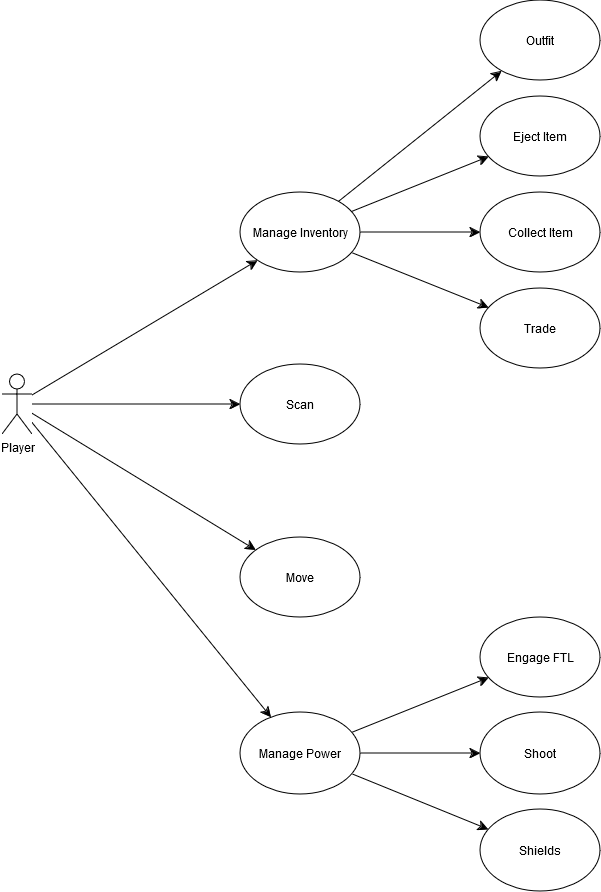 Outfit
Eject Item
Manage Inventory
Collect Item
Trade
Scan
Player
Move
Engage FTL
Manage Power
Shoot
Shields